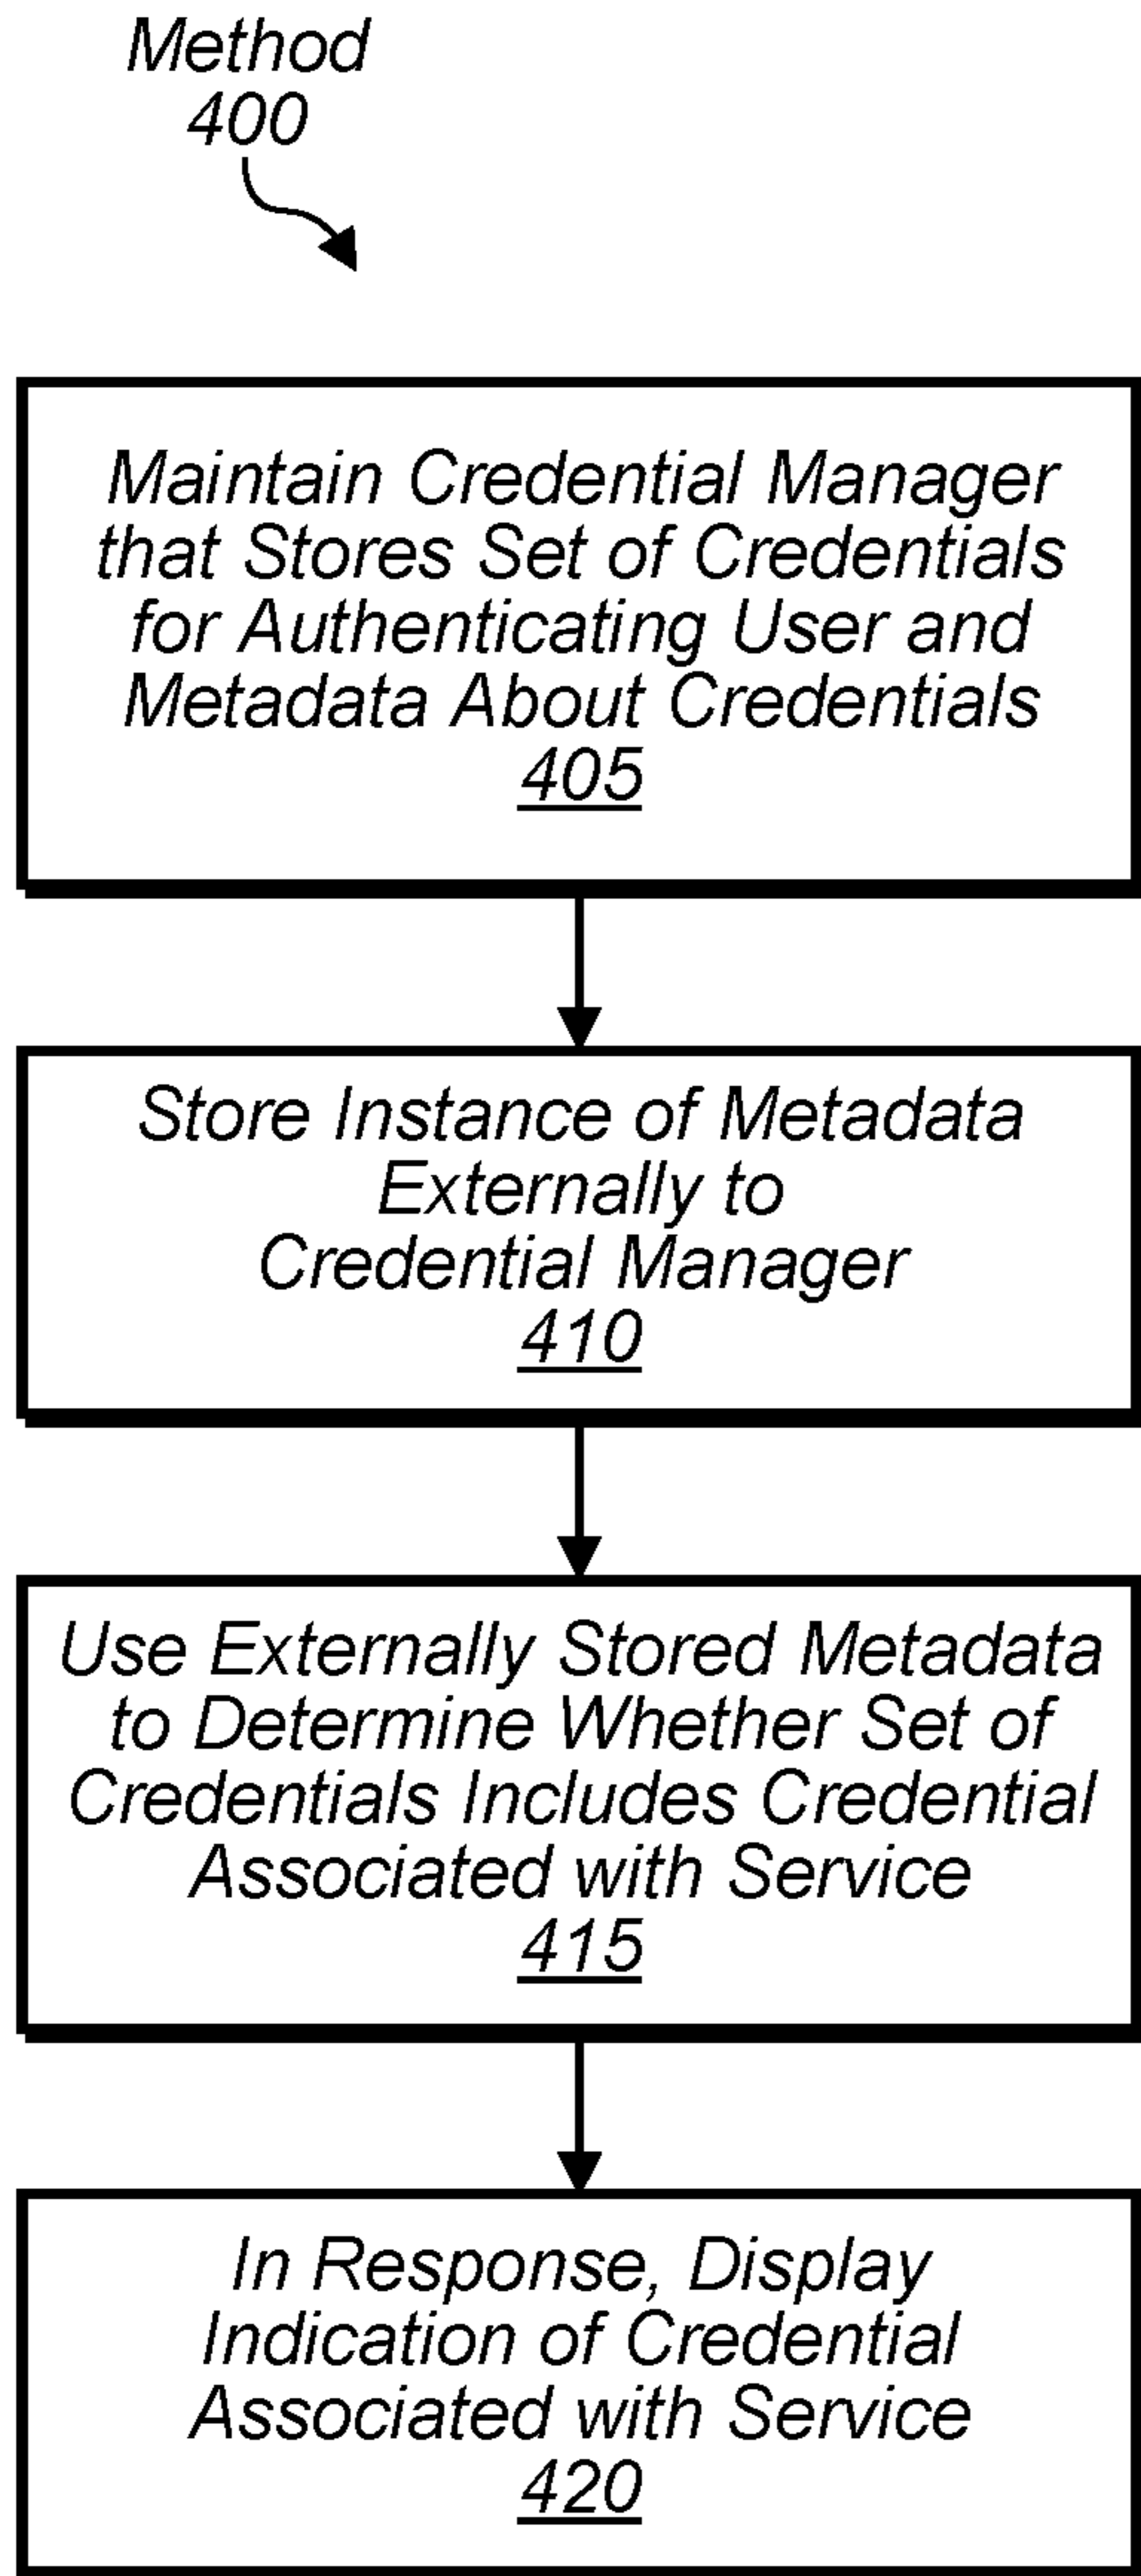 Method
400
Maintain Credential Manager
that Stores Set of Credentials
for Authenticating User and
Metadata About Credentials
405
Store Instance of Metadata
Externally to
Credential Manager
410
Use Externally Stored Metadata
to Determine Whether Set of
Credentials Includes Credential
Associated with Service
415
In Response, Display
Indication of Credential
Associated with Service
420